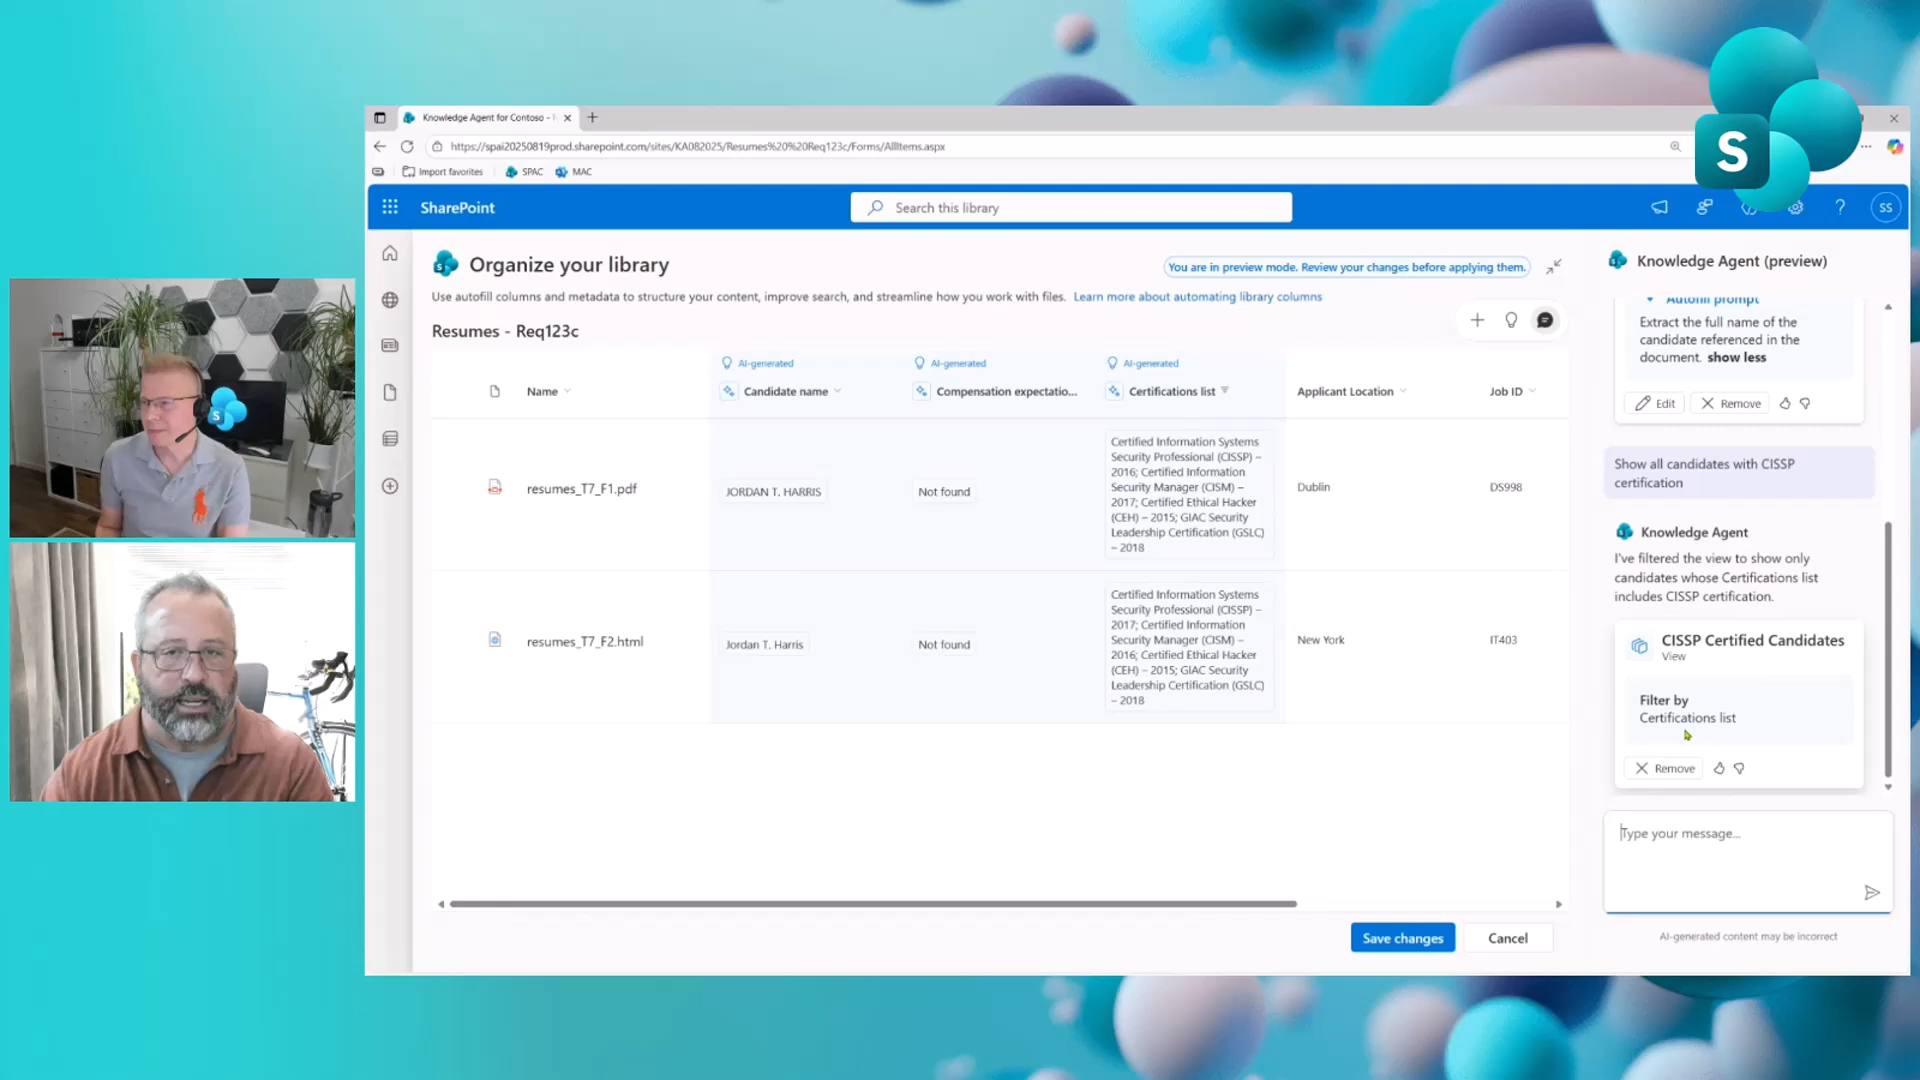 Knowledge Agent for Contoso -
https://spai20250819prod.sharepoint.com/sites/KA082025/Resumes%20%20Req123c/Forms/AllItems.aspx
Import favorites
SPAC
MAC
S
SharePoint
Search this library
SS
Organize your library
You are in preview mode. Review your changes before applying them.
Use autofill columns and metadata to structure your content, improve search, and streamline how you work with files. Learn more about automating library columns
Resumes - Req123c
AI-generated
AI-generated
AI-generated
Name
Candidate name
Compensation expectatio...
Certifications list
Applicant Location
Job ID
resumes_T7_F1.pdf
JORDAN T. HARRIS
Not found
Certified Information Systems
Security Professional (CISSP) –
2016; Certified Information
Security Manager (CISM) –
2017; Certified Ethical Hacker
(CEH) – 2015; GIAC Security
Leadership Certification (GSLC)
– 2018
Dublin
DS998
resumes_T7_F2.html
Jordan T. Harris
Not found
Certified Information Systems
Security Professional (CISSP) –
2017; Certified Information
Security Manager (CISM) –
2016; Certified Ethical Hacker
(CEH) – 2015; GIAC Security
Leadership Certification (GSLC)
– 2018
New York
IT403
Save changes
Cancel
Knowledge Agent (preview)
Autofill prompt
Extract the full name of the
candidate referenced in the
document. show less
Edit
Remove
Show all candidates with CISSP
certification
Knowledge Agent
I've filtered the view to show only
candidates whose Certifications list
includes CISSP certification.
CISSP Certified Candidates
View
Filter by
Certifications list
Remove
Type your message...
AI-generated content may be incorrect
S